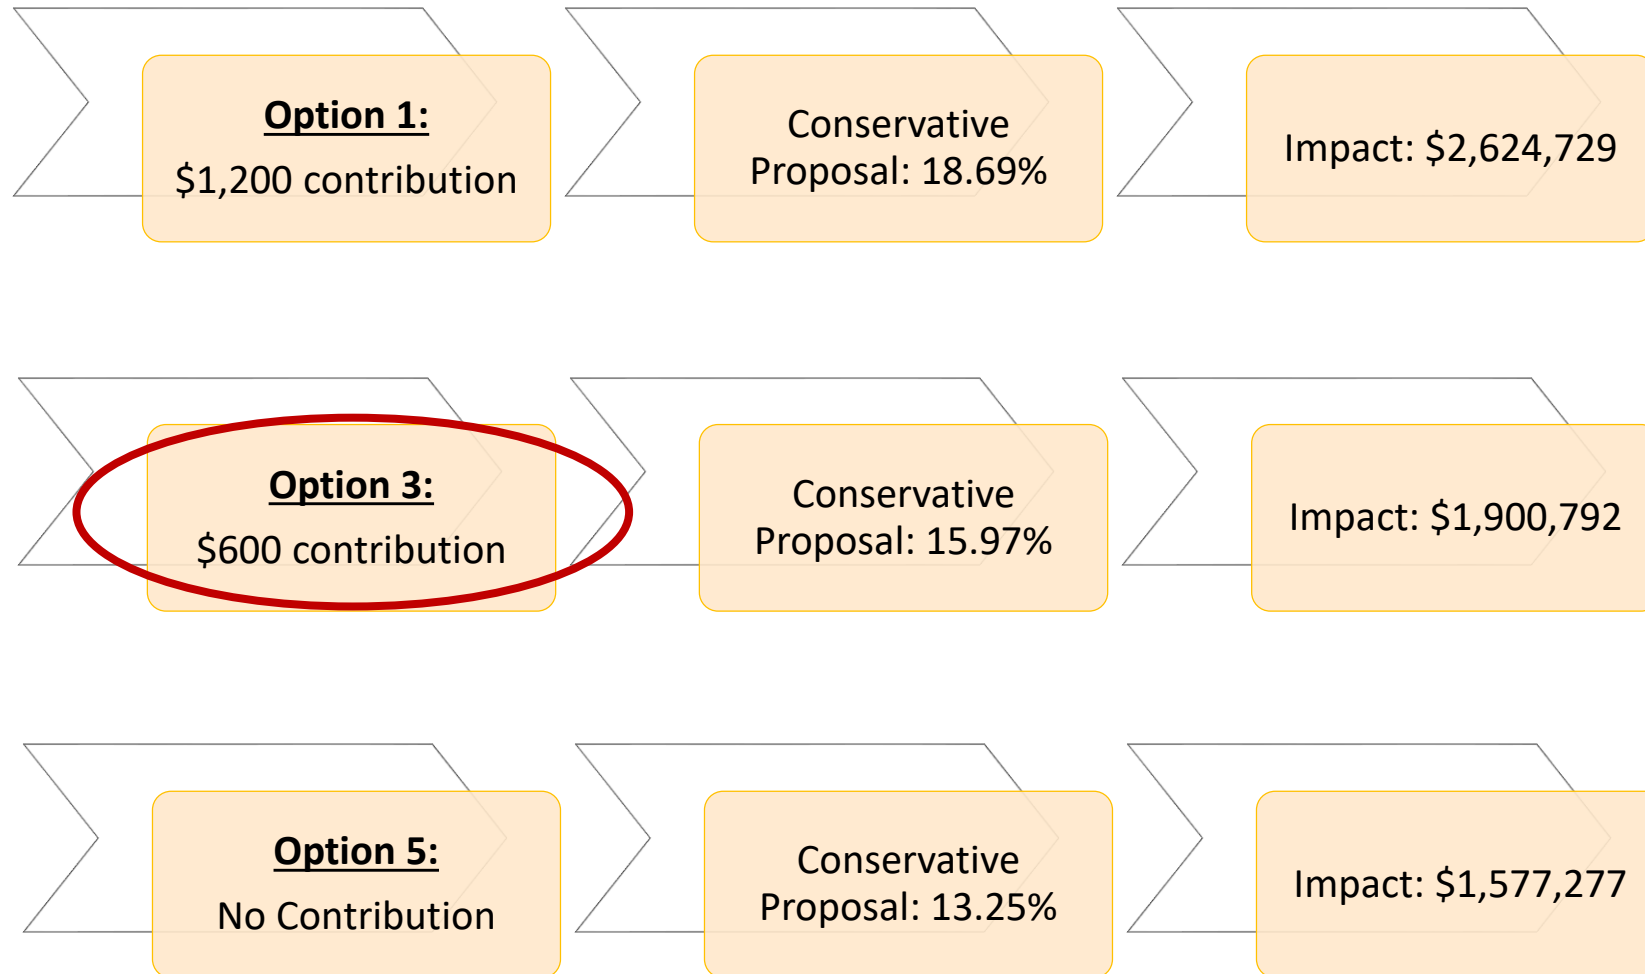 Option 1:
$1,200 contribution
Conservative
Proposal: 18.69%
Impact: $2,624,729
Option 3:
$600 contribution
Conservative
Proposal: 15.97%
Impact: $1,900,792
Option 5:
No Contribution
Conservative
Proposal: 13.25%
Impact: $1,577,277